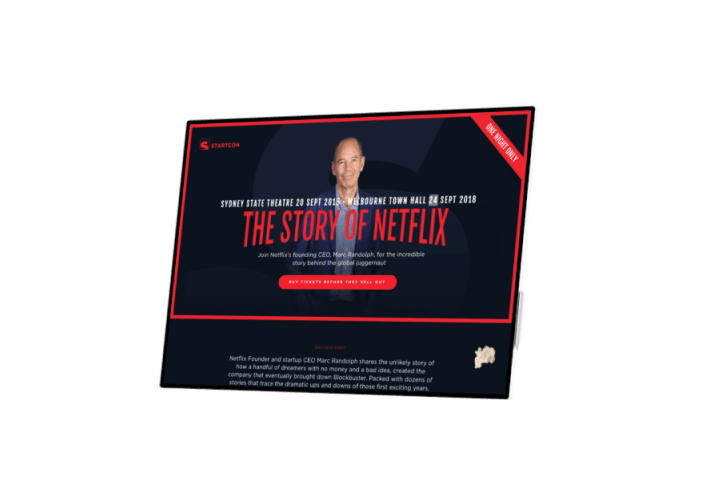 STARTCON
ONE NIGHT ONLY
SYDNEY STATE THEATRE 20 SEPT 2018 - MELBOURNE TOWN HALL 24 SEPT 2018
THE STORY OF NETFLIX
Join Netflix's founding CEO, Marc Randolph, for the incredible
story behind the global juggernaut
BUY TICKETS BEFORE THEY SELL OUT
Netflix Founder and startup CEO Marc Randolph shares the unlikely story of
how a handful of dreamers with no money and a bad idea, created the
company that eventually brought down Blockbuster. Packed with dozens of
stories that trace the dramatic ups and downs of those first exciting years,